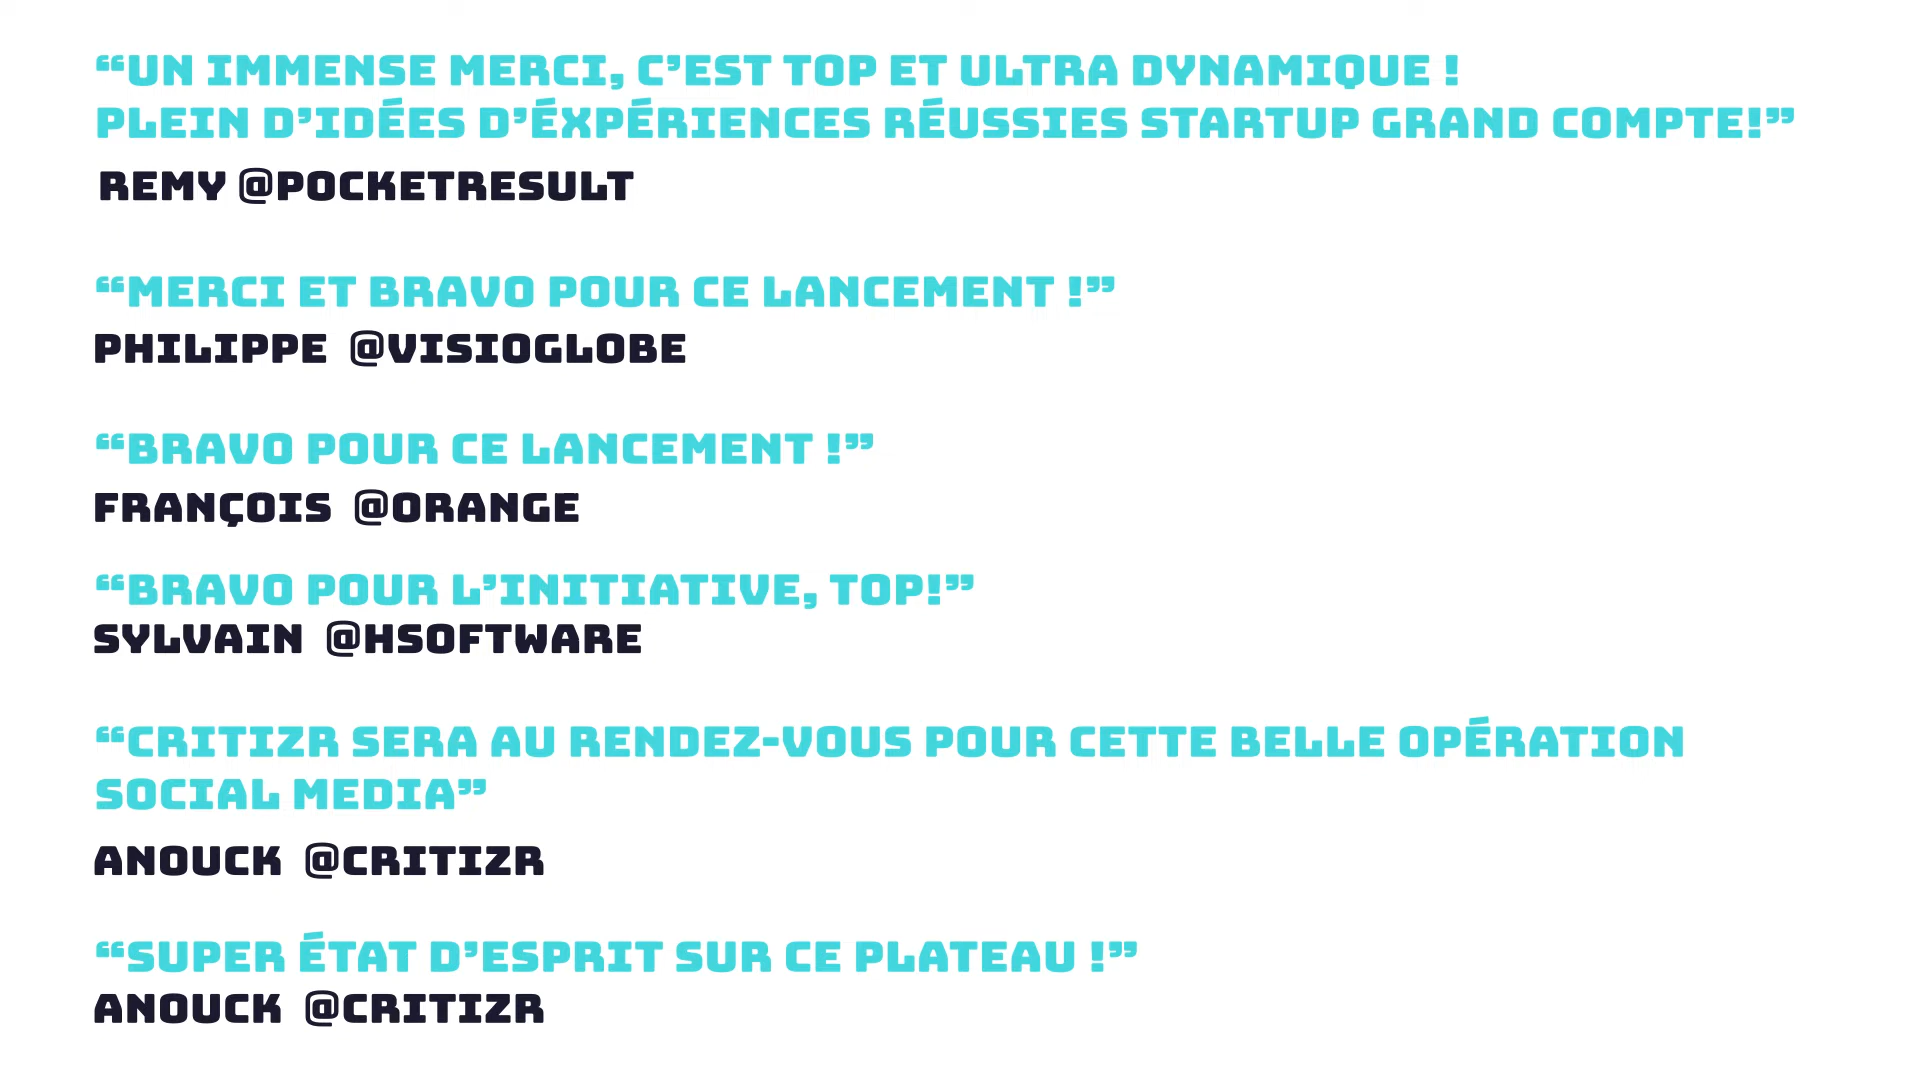 “UN IMMENSE MERCI, C’EST TOP ET ULTRA DYNAMIQUE !
PLEIN D’IDÉES D’ÉXPÉRIENCES RÉUSSIES STARTUP GRAND COMPTE!”
REMY @POCKETRESULT
“MERCI ET BRAVO POUR CE LANCEMENT !”
PHILIPPE @VISIOGLOBE
“BRAVO POUR CE LANCEMENT !”
FRANÇOIS @ORANGE
“BRAVO POUR L’INITIATIVE, TOP!”
SYLVAIN @HSOFTWARE
“CRITIZR SERA AU RENDEZ-VOUS POUR CETTE BELLE OPÉRATION
SOCIAL MEDIA”
ANOUCK @CRITIZR
“SUPER ÉTAT D’ESPRIT SUR CE PLATEAU !”
ANOUCK @CRITIZR